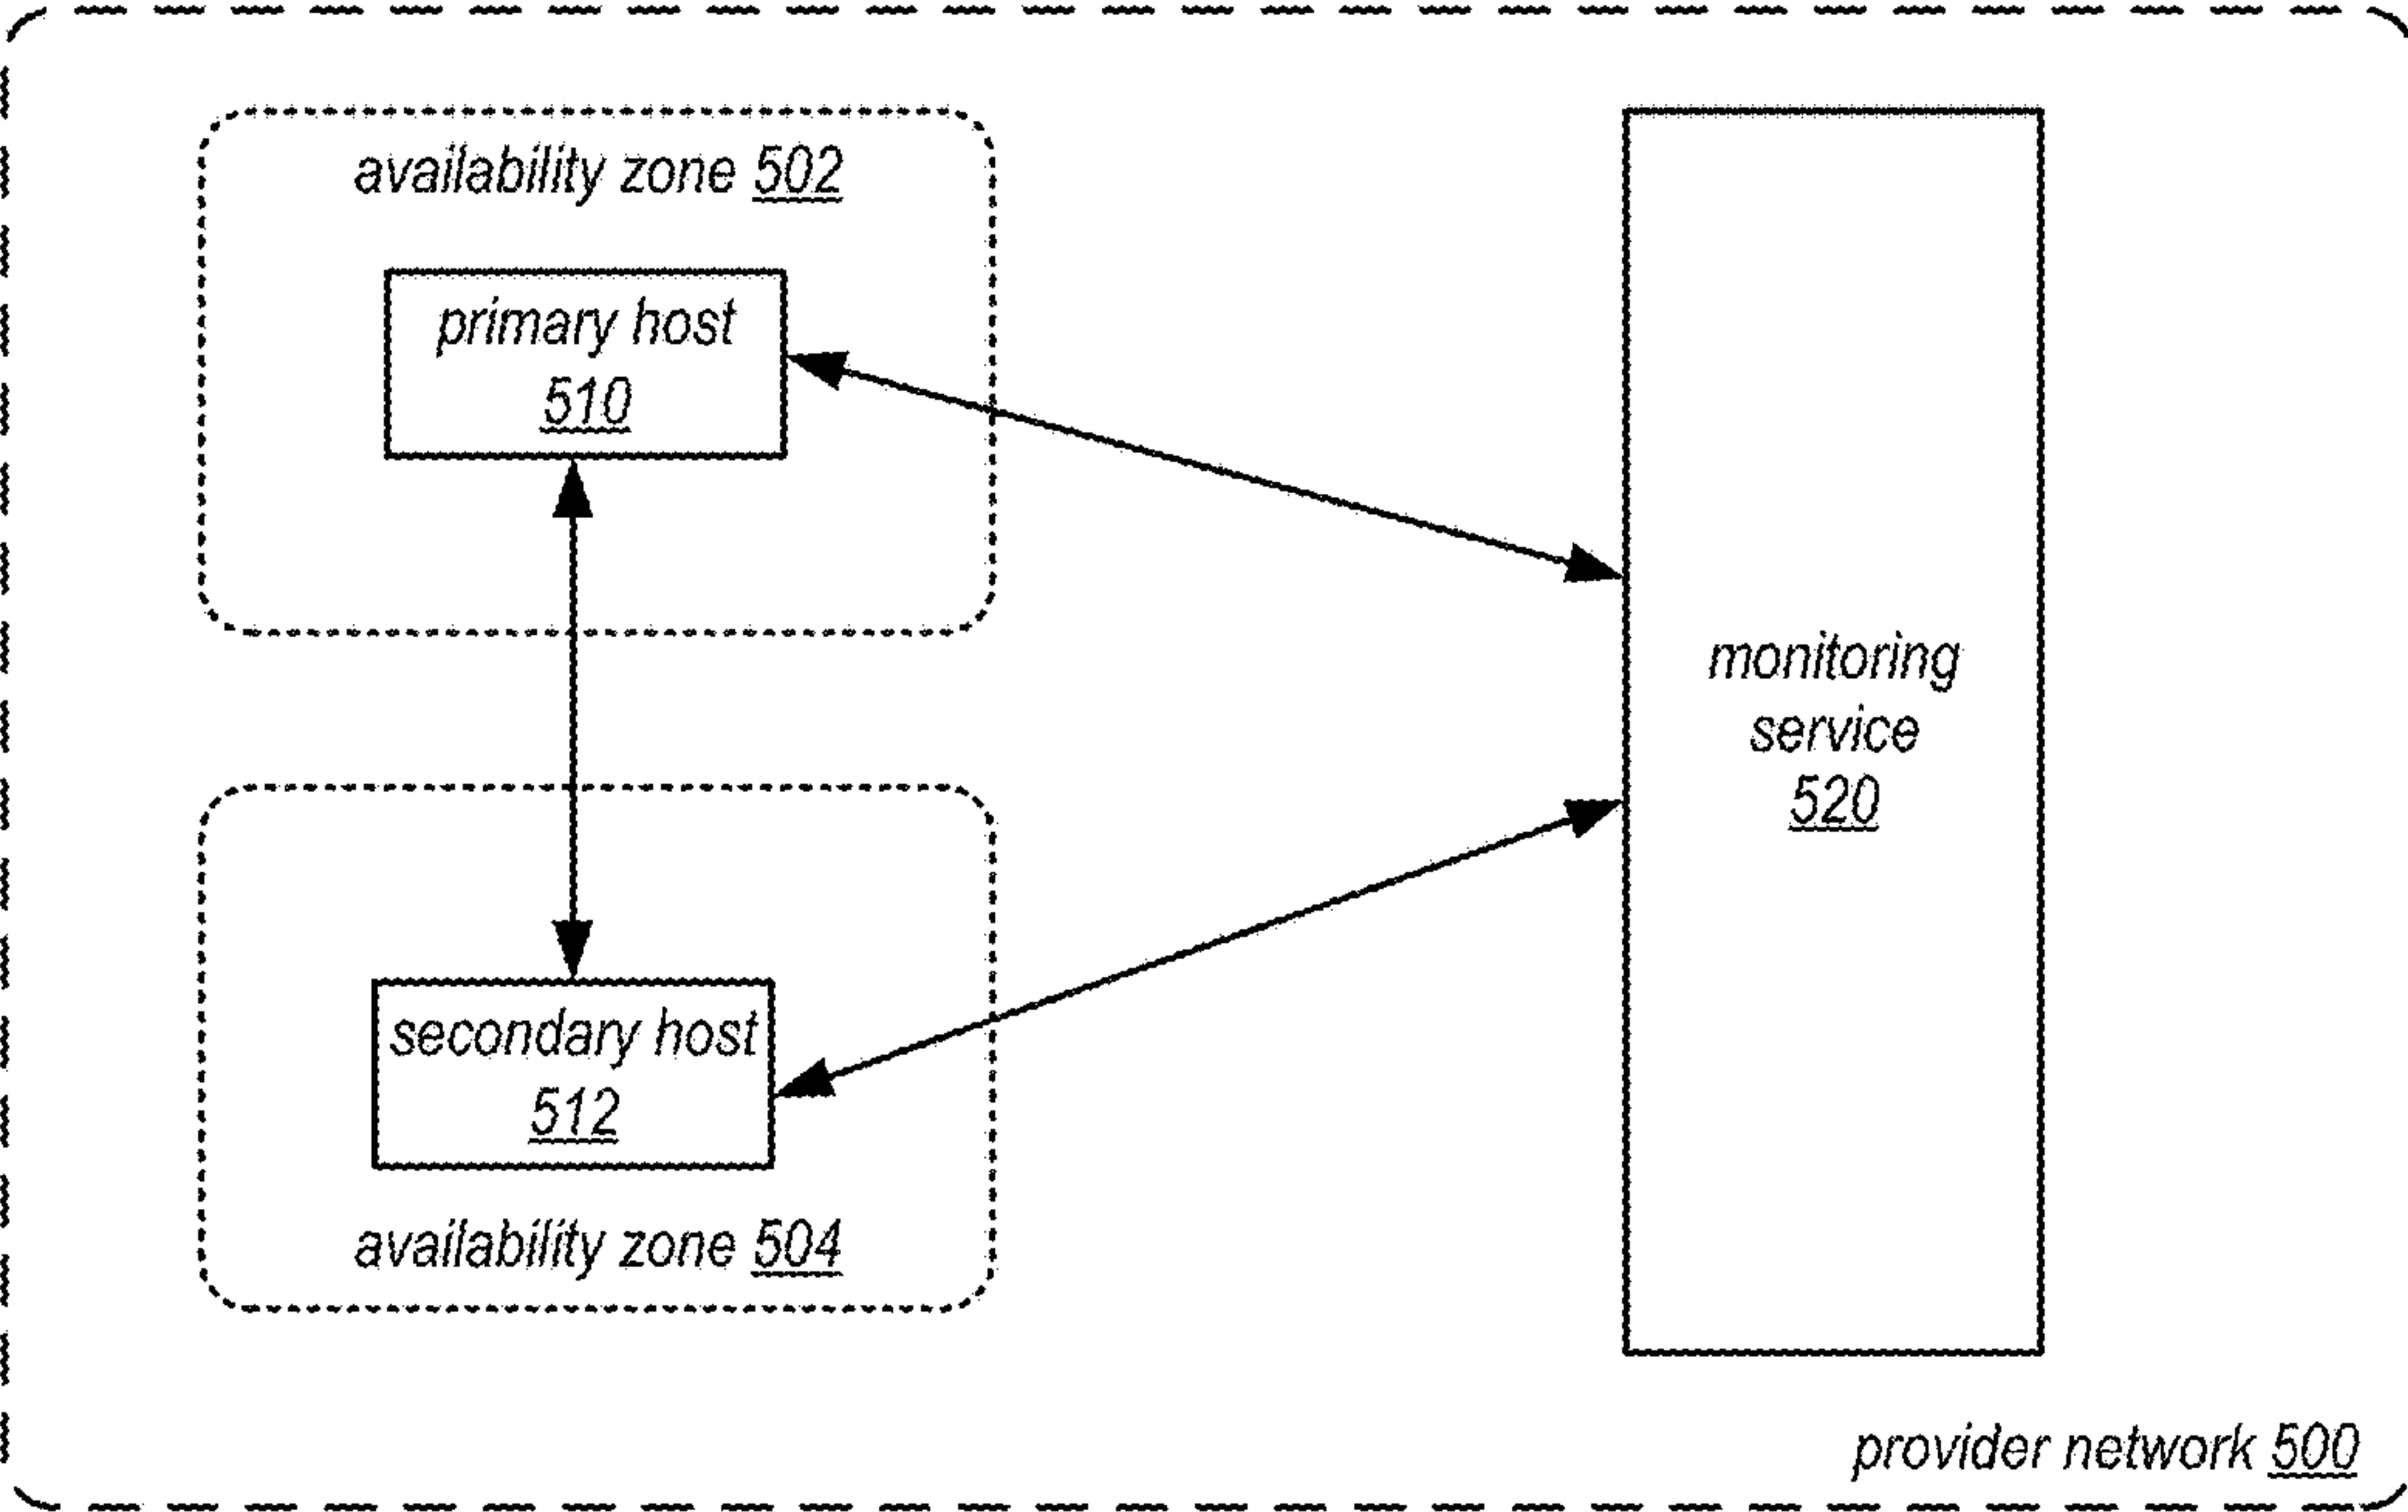 availability zone 502
primary host
510
monitoring
service
520
secondary host
512
availability zone 504
provider network 500